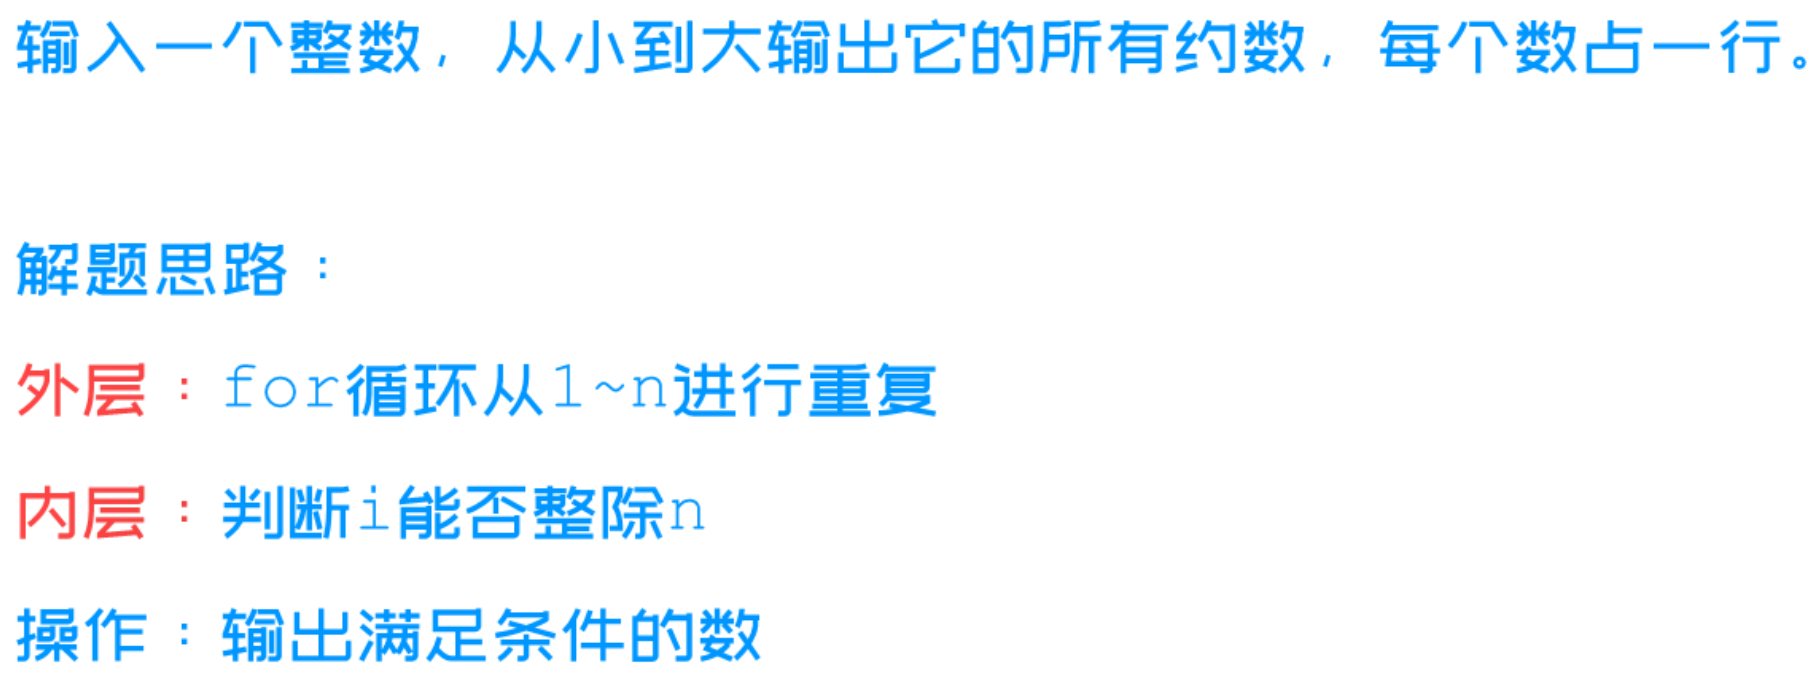 输入一个整数，从小到大输出它的所有约数，每个数占一行。
解题思路：
外层：for循环从1~n进行重复
内层：判断i能否整除n
操作：输出满足条件的数